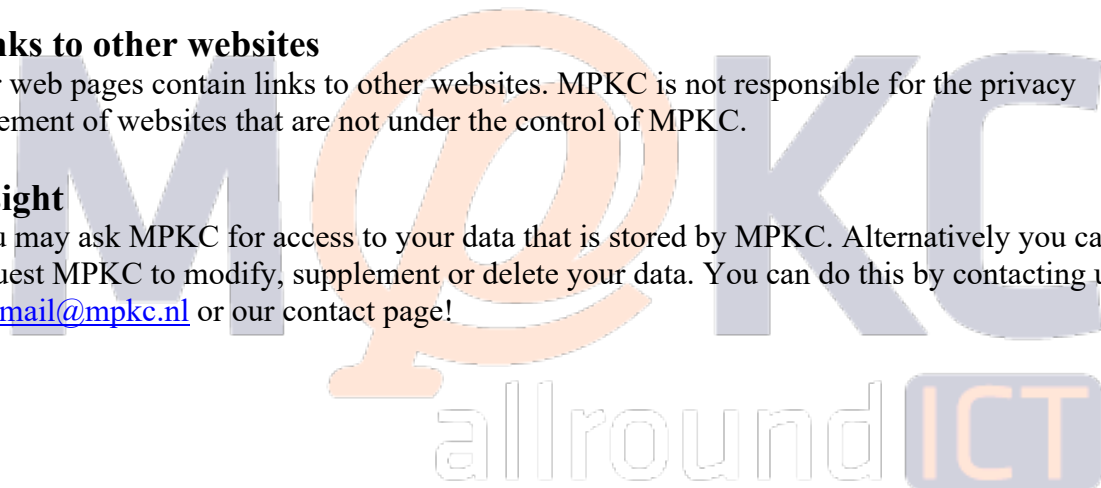 nks to other websites
r web pages contain links to other websites. MPKC is not responsible for the privacy
ement of websites that are not under the control of MPKC.
sight
u may ask MPKC for access to your data that is stored by MPKC. Alternatively you ca
uest MPKC to modify, supplement or delete your data. You can do this by contacting u
mail@mpkc.nl or our contact page!
M@KC
allround ICT